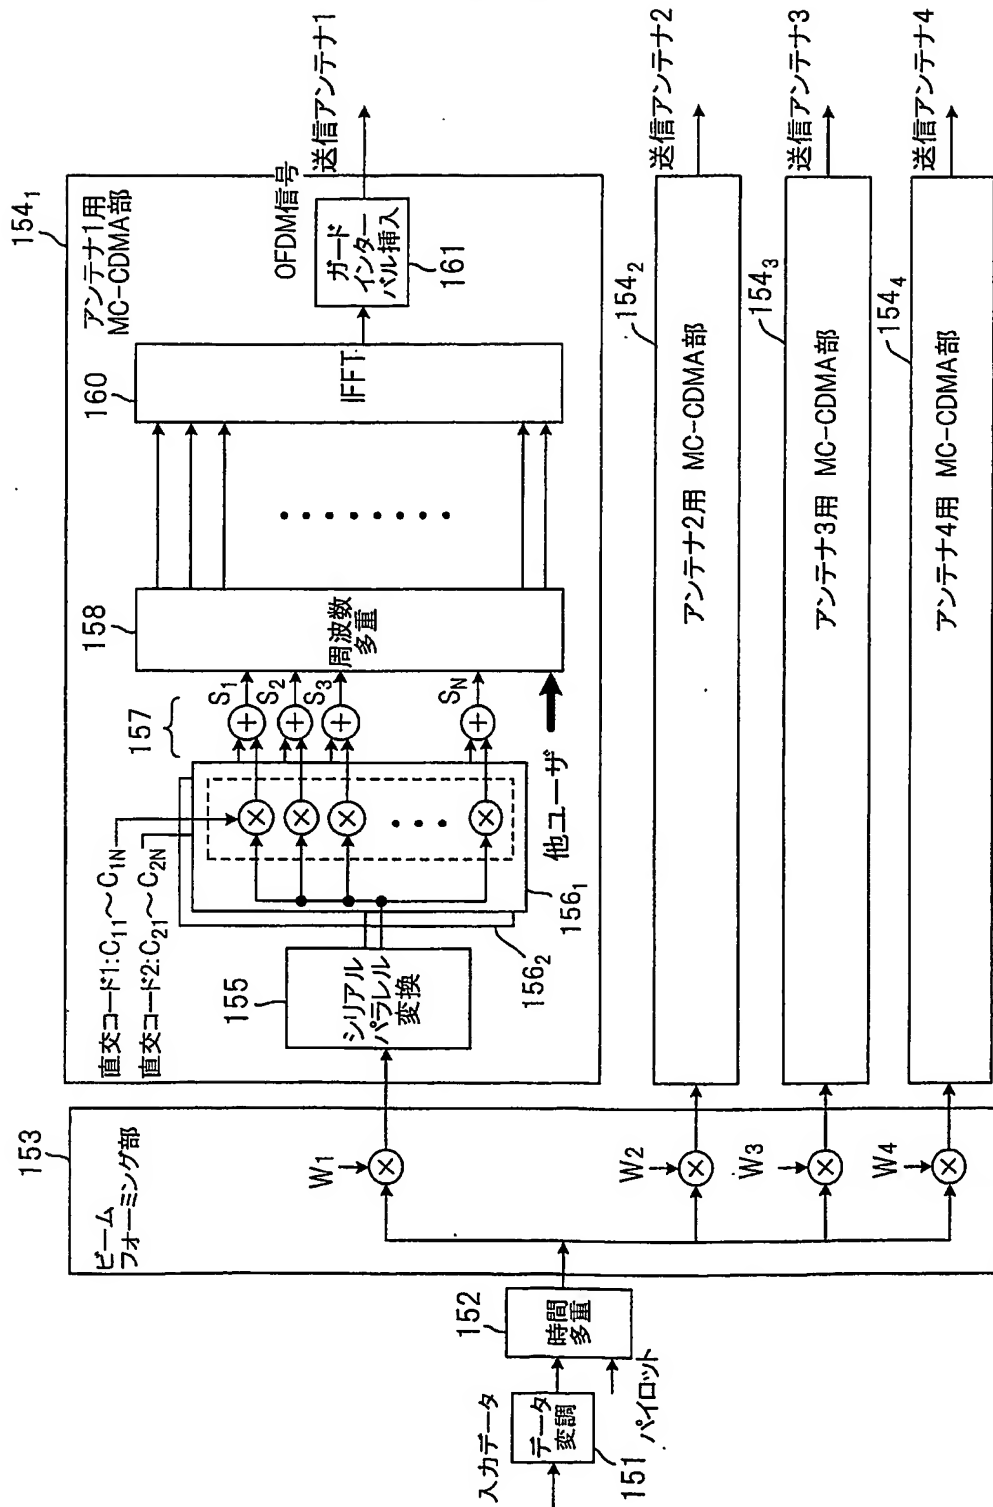 入力データ
データ
変調
151
パイロット
152
時間
多重
153
ビーム
フォーミング部
W1
W2
W3
W4
154₁
アンテナ1用
MC-CDMA部
直交コード1:C11～C1N
直交コード2:C21～C2N
155
シリアル
パラレル
変換
156₁
156₂
157
S1
S2
S3
SN
他ユーザ
158
周波数
多重
160
IFFT
OFDM信号
ガード
インター
バル挿入
161
送信アンテナ1
154₂
アンテナ2用 MC-CDMA部
送信アンテナ2
154₃
アンテナ3用 MC-CDMA部
送信アンテナ3
154₄
アンテナ4用 MC-CDMA部
送信アンテナ4